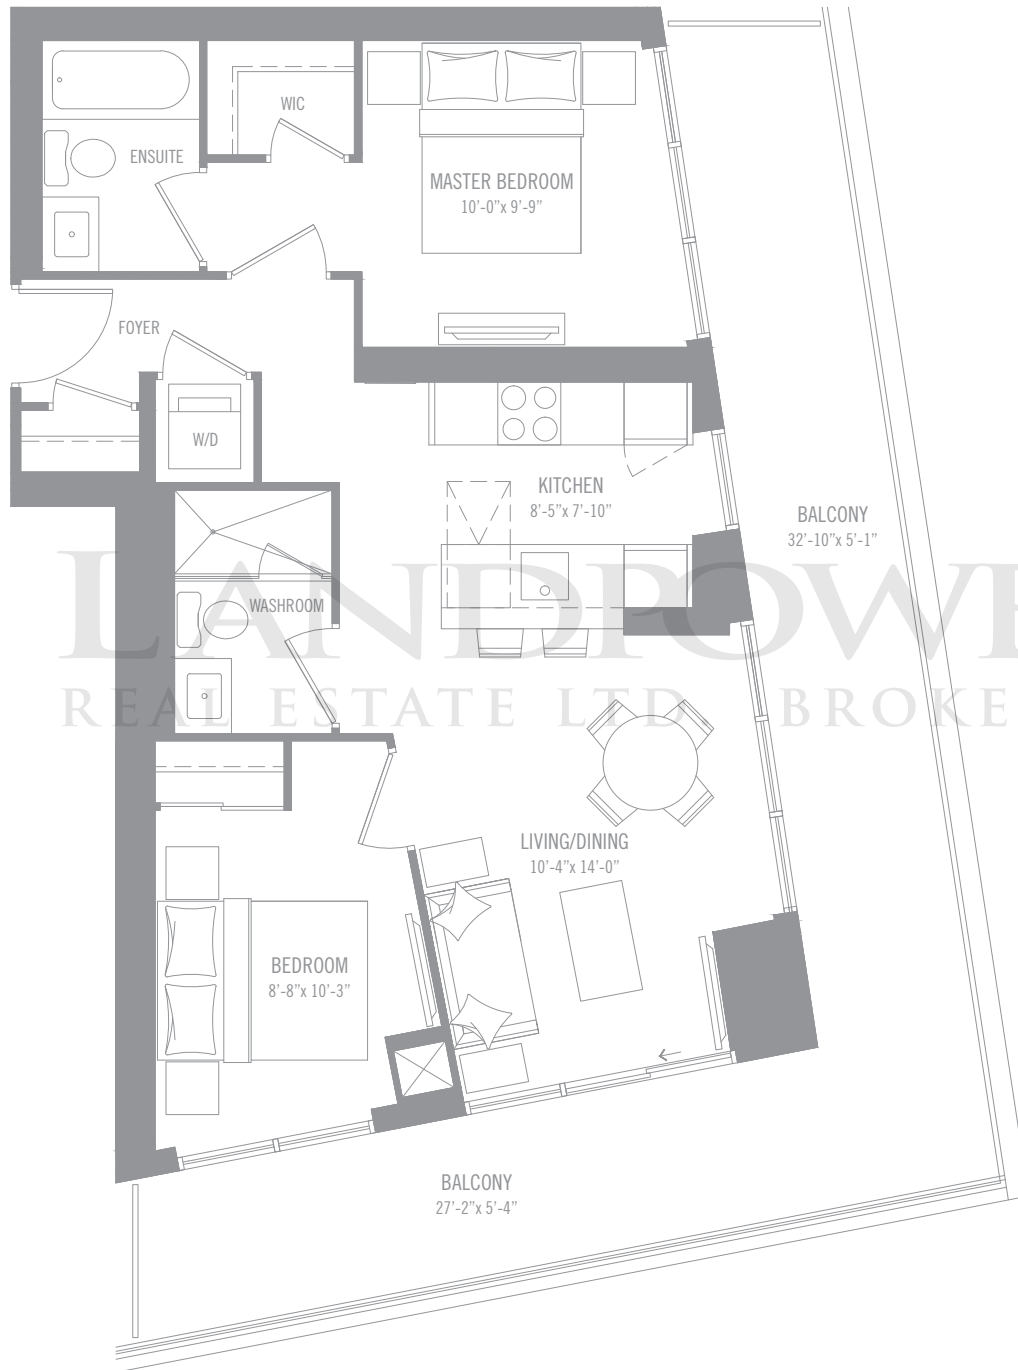 WIC
ENSUITE
MASTER BEDROOM
10'-0"x 9'-9"
FOYER
W/D
KITCHEN
8'-5"x 7'-10"
BALCONY
32'-10"x 5'-1"
LANDPOWE
WASHROOM
REAL ESTATE LTD BROKE
LIVING/DINING
10'-4"x 14'-0"
BEDROOM
8'-8"x 10'-3"
BALCONY
27'-2"x 5'-4"